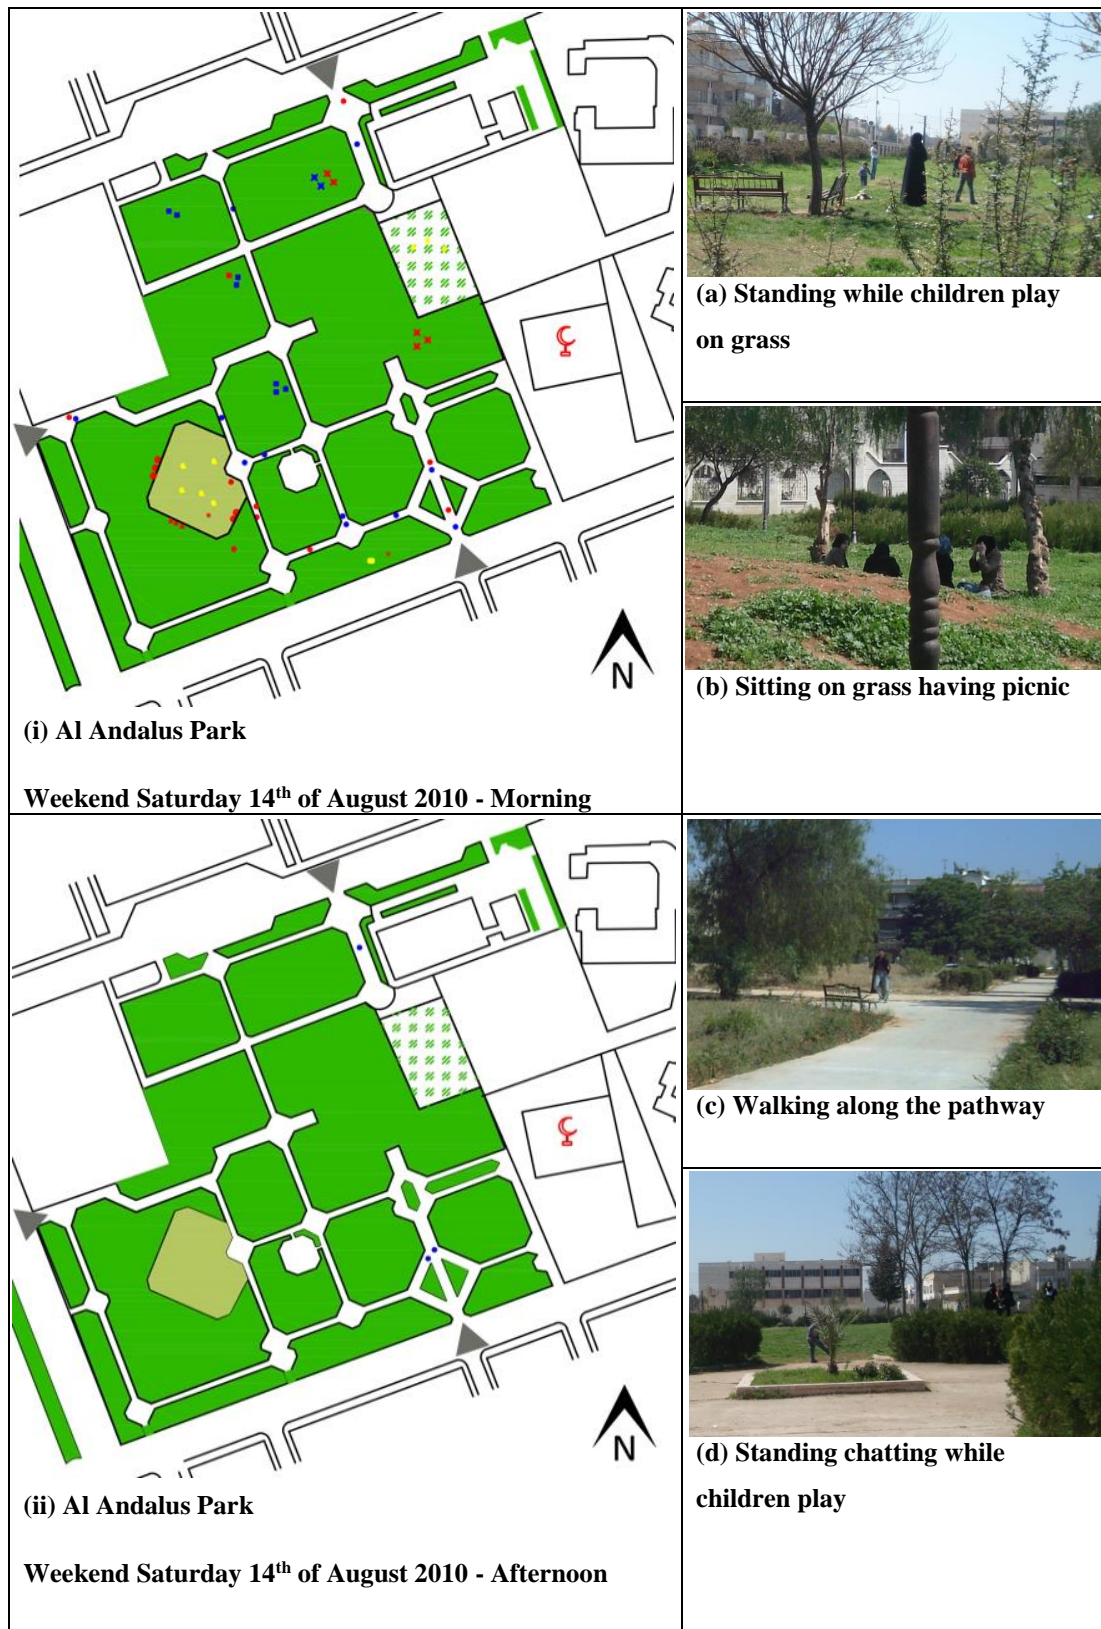 N
(i) Al Andalus Park
Weekend Saturday 14th of August 2010 - Morning
(a) Standing while children play
on grass
(b) Sitting on grass having picnic
N
(ii) Al Andalus Park
Weekend Saturday 14th of August 2010 - Afternoon
(c) Walking along the pathway
(d) Standing chatting while
children play